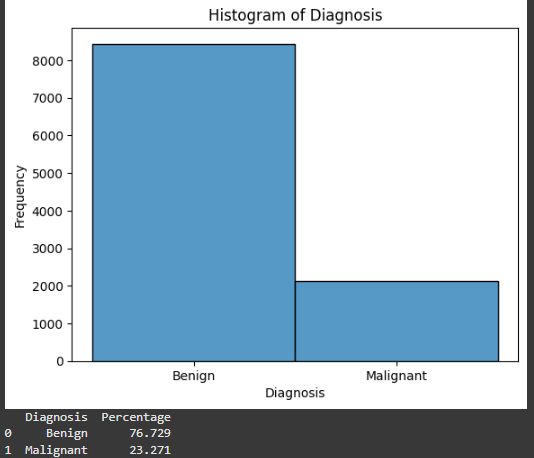 Histogram of Diagnosis
8000
7000
6000
5000
4000
3000
2000
1000
0
Frequency
Benign Malignant
Diagnosis
Diagnosis Percentage
0 Benign 76.729
1 Malignant 23.271